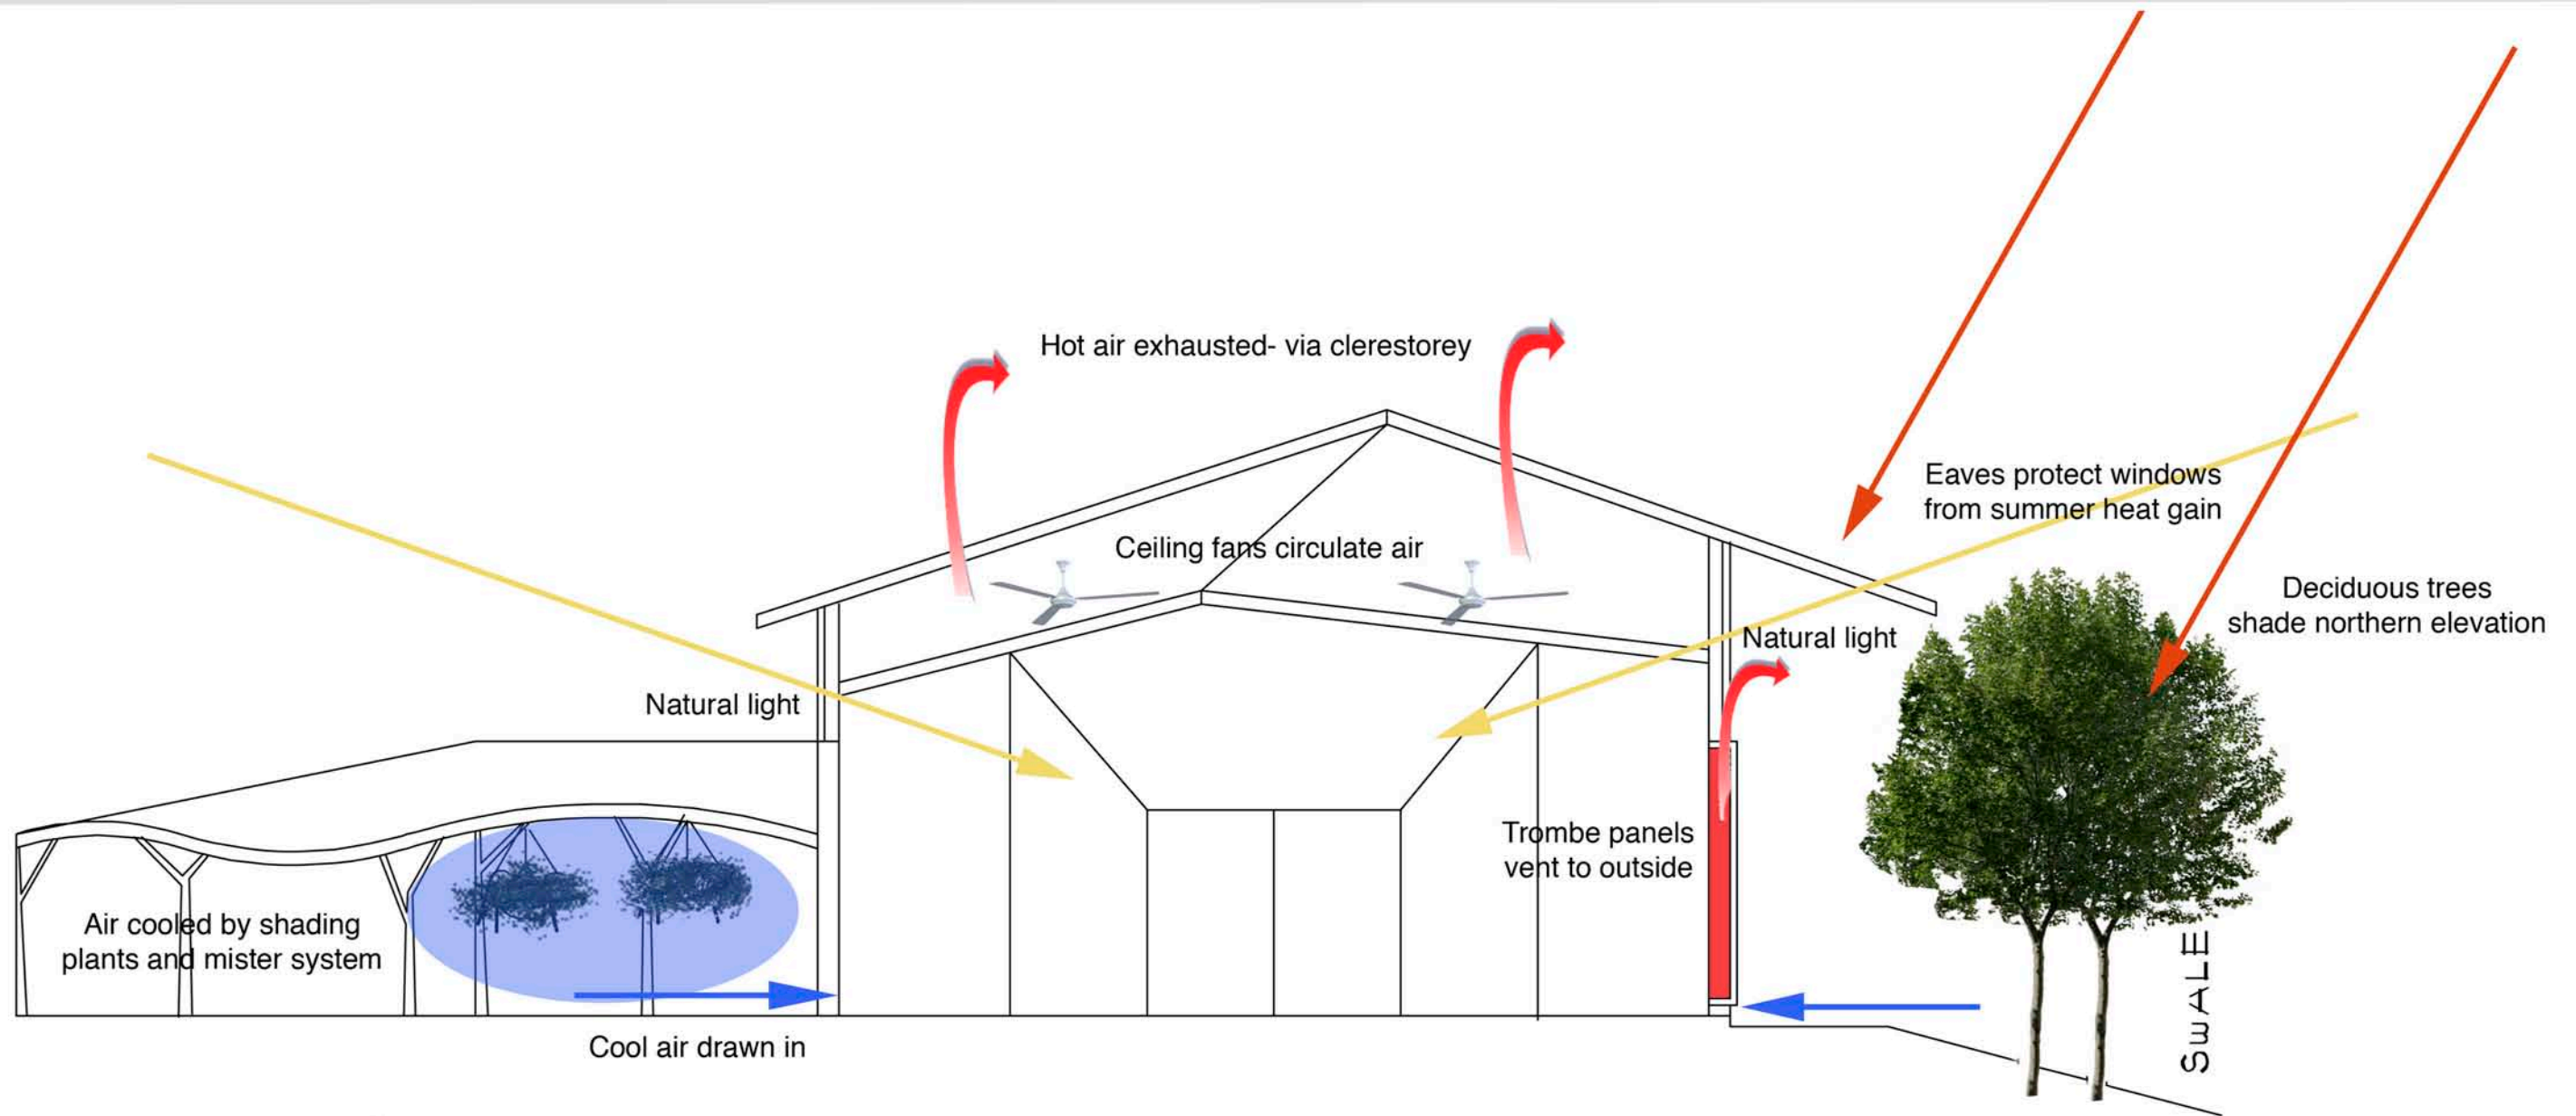 Hot air exhausted- via clerestorey
Eaves protect windows
from summer heat gain
Ceiling fans circulate air
Deciduous trees
shade northern elevation
Natural light
Natural light
Trombe panels
vent to outside
Air cooled by shading
plants and mister system
SwALE
Cool air drawn in